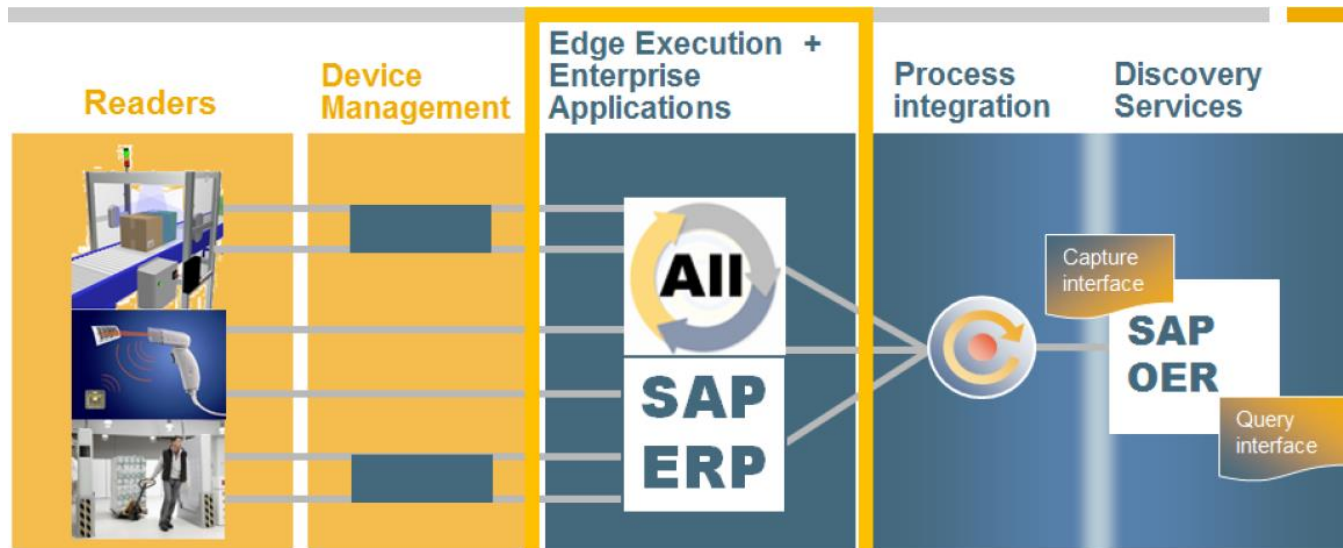 Readers
Device
Management
Edge Execution +
Enterprise
Applications
Process
integration
Discovery
Services
AII
SAP
ERP
Capture
interface
SAP
OER
Query
interface